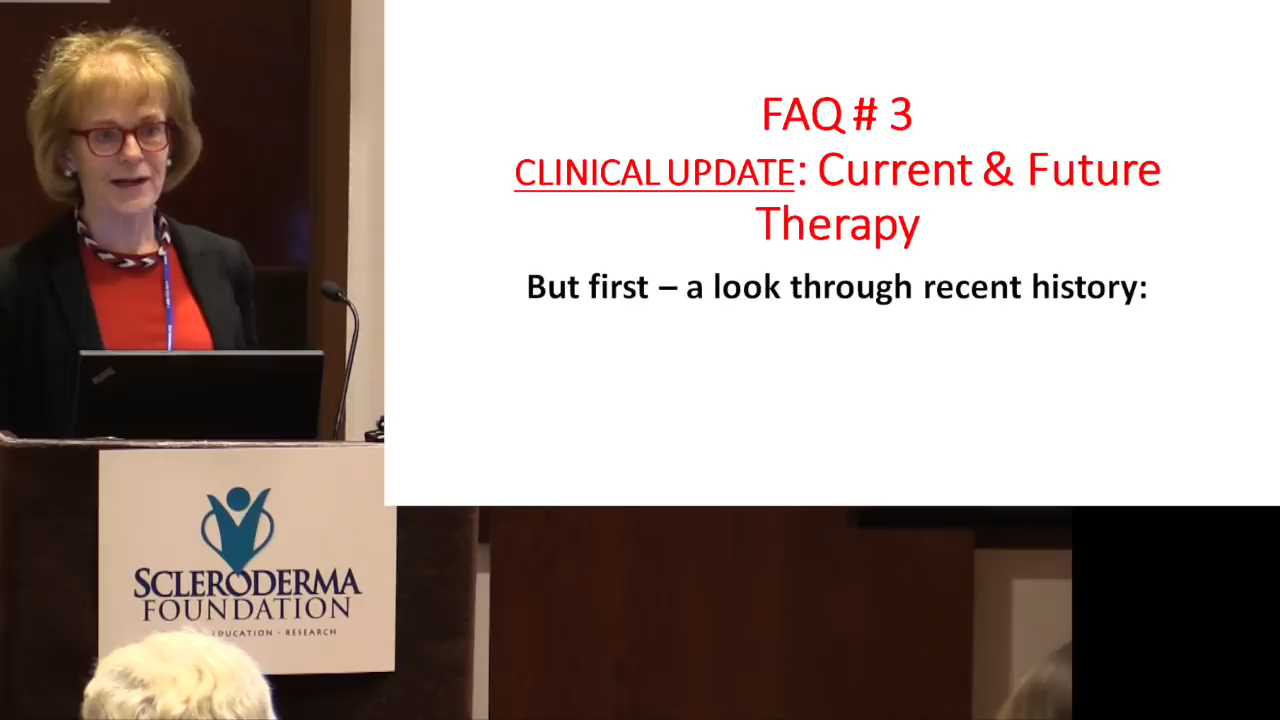 FAQ # 3
CLINICAL UPDATE: Current & Future
Therapy
But first – a look through recent history:
SCLERODERMA
FOUNDATION
EDUCATION · RESEARCH